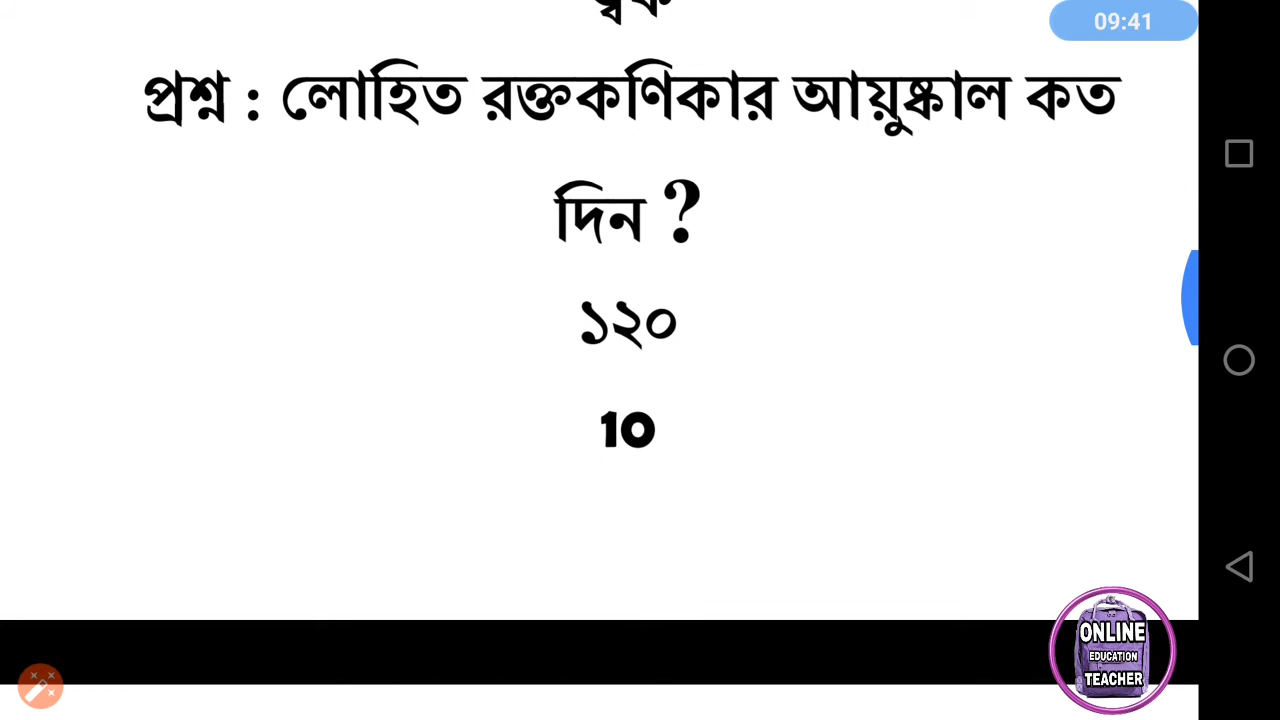 09:41
প্রশ্ন : লোহিত রক্তকণিকার আয়ুষ্কাল কত
দিন ?
১২০
10
ONLINE
EDUCATION
TEACHER